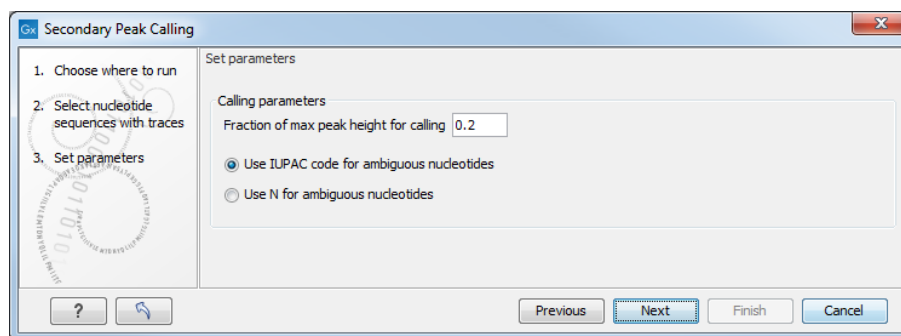 Gx Secondary Peak Calling
X
1. Choose where to run
2. Select nucleotide
sequences with traces
3. Set parameters
Set parameters
Calling parameters
Fraction of max peak height for calling 0.2
Use IUPAC code for ambiguous nucleotides
Use N for ambiguous nucleotides
? Previous Next Finish Cancel